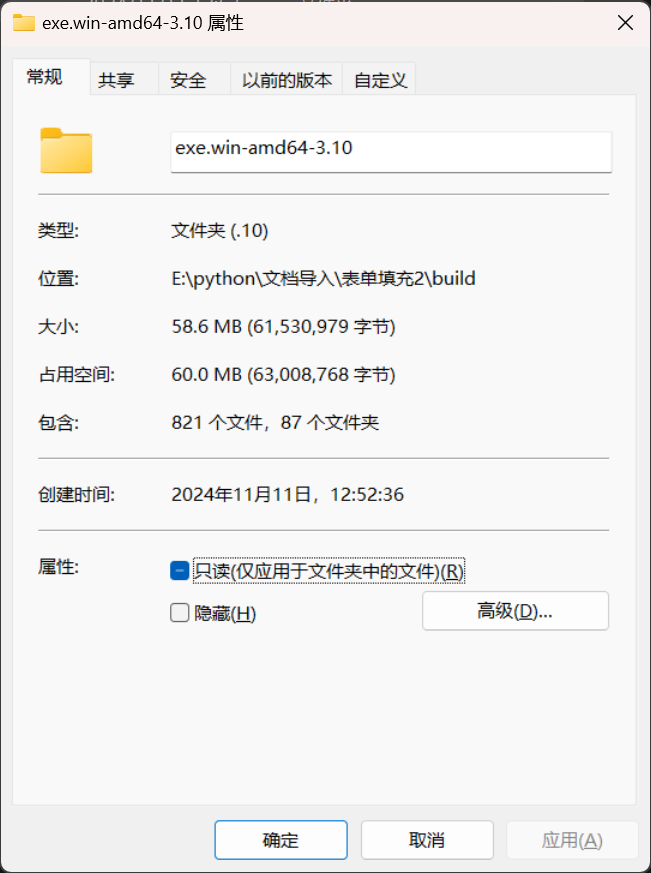 exe.win-amd64-3.10 属性
常规 共享 安全 以前的版本 自定义
exe.win-amd64-3.10
类型: 文件夹 (.10)
位置: E:\python\文档导入\表单填充2\build
大小: 58.6 MB (61,530,979 字节)
占用空间: 60.0 MB (63,008,768 字节)
包含: 821 个文件，87 个文件夹
创建时间: 2024年11月11日，12:52:36
属性: 只读(仅应用于文件夹中的文件)(R)
隐藏(H) 高级(D)...
确定 取消 应用(A)